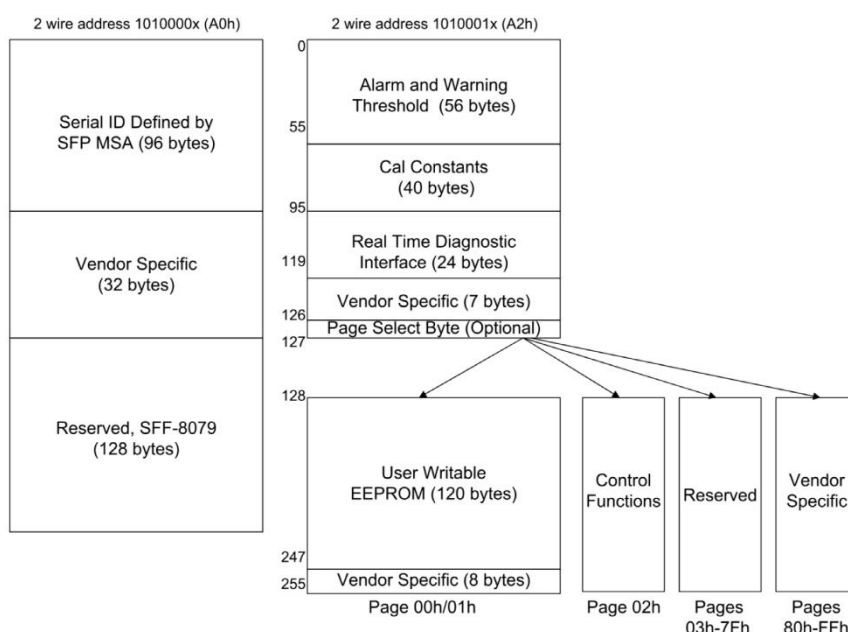 2 wire address 1010000x (A0h)
Serial ID Defined by
SFP MSA (96 bytes)
Vendor Specific
(32 bytes)
Reserved, SFF-8079
(128 bytes)
2 wire address 1010001x (A2h)
0
Alarm and Warning
Threshold (56 bytes)
55
Cal Constants
(40 bytes)
95
Real Time Diagnostic
Interface (24 bytes)
119
Vendor Specific (7 bytes)
126
Page Select Byte (Optional)
127
128
User Writable
EEPROM (120 bytes)
247
Vendor Specific (8 bytes)
255
Page 00h/01h
Control
Functions
Page 02h
Reserved
Pages
03h-7Fh
Vendor
Specific
Pages
80h-FFh